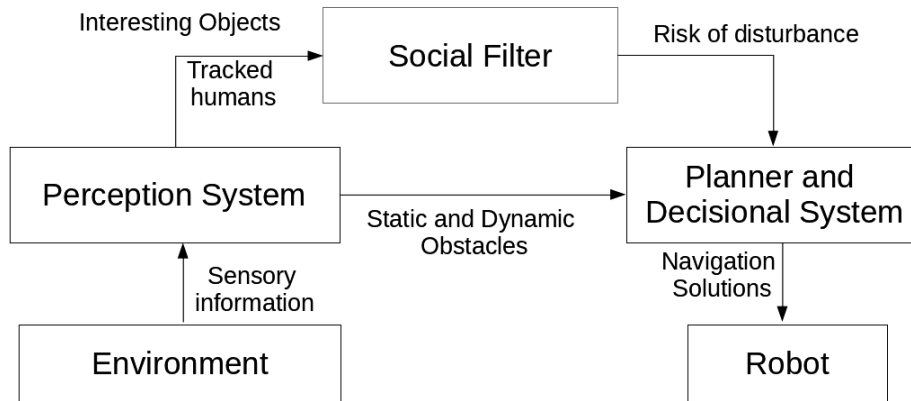 Interesting Objects
Tracked
humans
Social Filter
Risk of disturbance
Perception System
Static and Dynamic
Obstacles
Planner and
Decisional System
Sensory
information
Navigation
Solutions
Environment
Robot